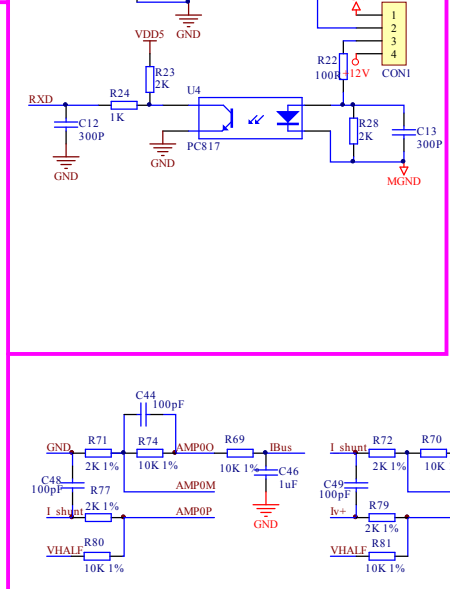 GND
VDD5
1
2
3
4
CON1
R22
100R
+12V
R23
2K
U4
R24
1K
RXD
PC817
C12
300P
R28
2K
C13
300P
GND
GND
MGND
C44
100pF
GND
R71
R74
AMP0O
R69
IBus
2K 1%
10K 1%
10K 1%
C46
1uF
C48
100pF
R77
AMP0M
2K 1%
I_shunt
AMP0P
GND
R80
VHALF
10K 1%
I_shunt
R72
R70
2K 1%
10K
C49
100pF
R79
Iv+
2K 1%
R81
VHALF
10K 1%